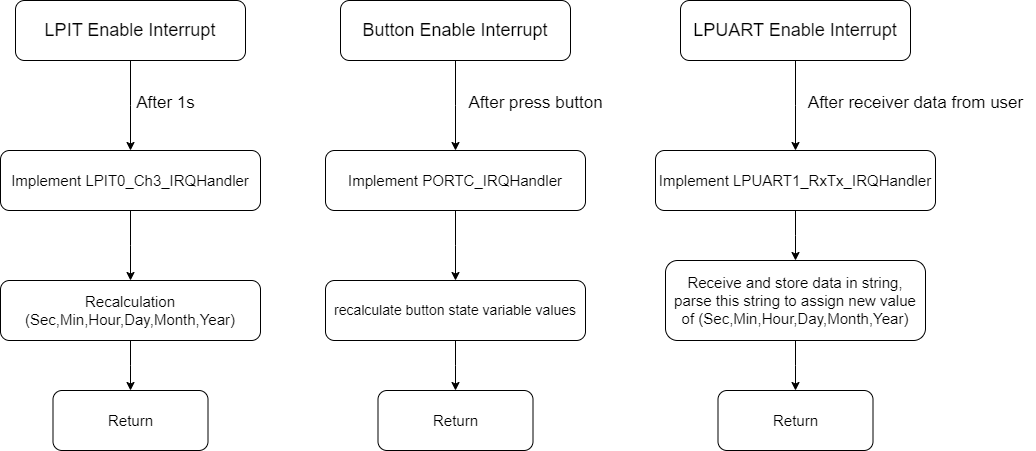 LPIT Enable Interrupt
After 1s
Implement LPIT0_Ch3_IRQHandler
Recalculation
(Sec,Min,Hour,Day,Month,Year)
Return
Button Enable Interrupt
After press button
Implement PORTC_IRQHandler
recalculate button state variable values
Return
LPUART Enable Interrupt
After receiver data from user
Implement LPUART1_RxTx_IRQHandler
Receive and store data in string,
parse this string to assign new value
of (Sec,Min,Hour,Day,Month,Year)
Return